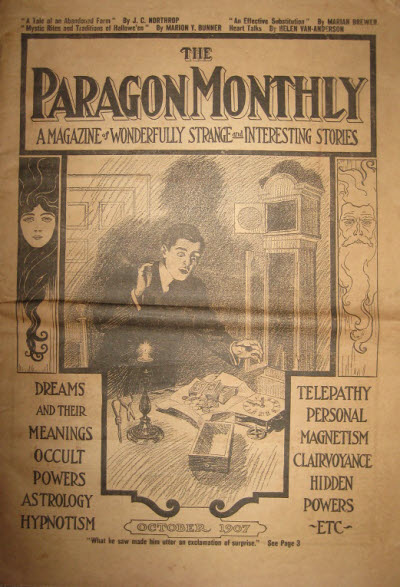 "A Tale of an Abandoned Farm" By J. C. NORTHROP "An Effective Substitution" By MARIAN BREWER
"Mystic Rites and Traditions of Hallowe'en" By MARION Y. BUNNER Heart Talks By HELEN VAN-ANDERSON
THE
PARAGON MONTHLY
A MAGAZINE of WONDERFULLY STRANGE and INTERESTING STORIES
DREAMS
AND THEIR
MEANINGS
OCCULT
POWERS
ASTROLOGY
HYPNOTISM
TELEPATHY
PERSONAL
MAGNETISM
CLAIRVOYANCE
HIDDEN
POWERS
~ETC~
OCTOBER 1907
"What he saw made him utter an exclamation of surprise." See Page 3